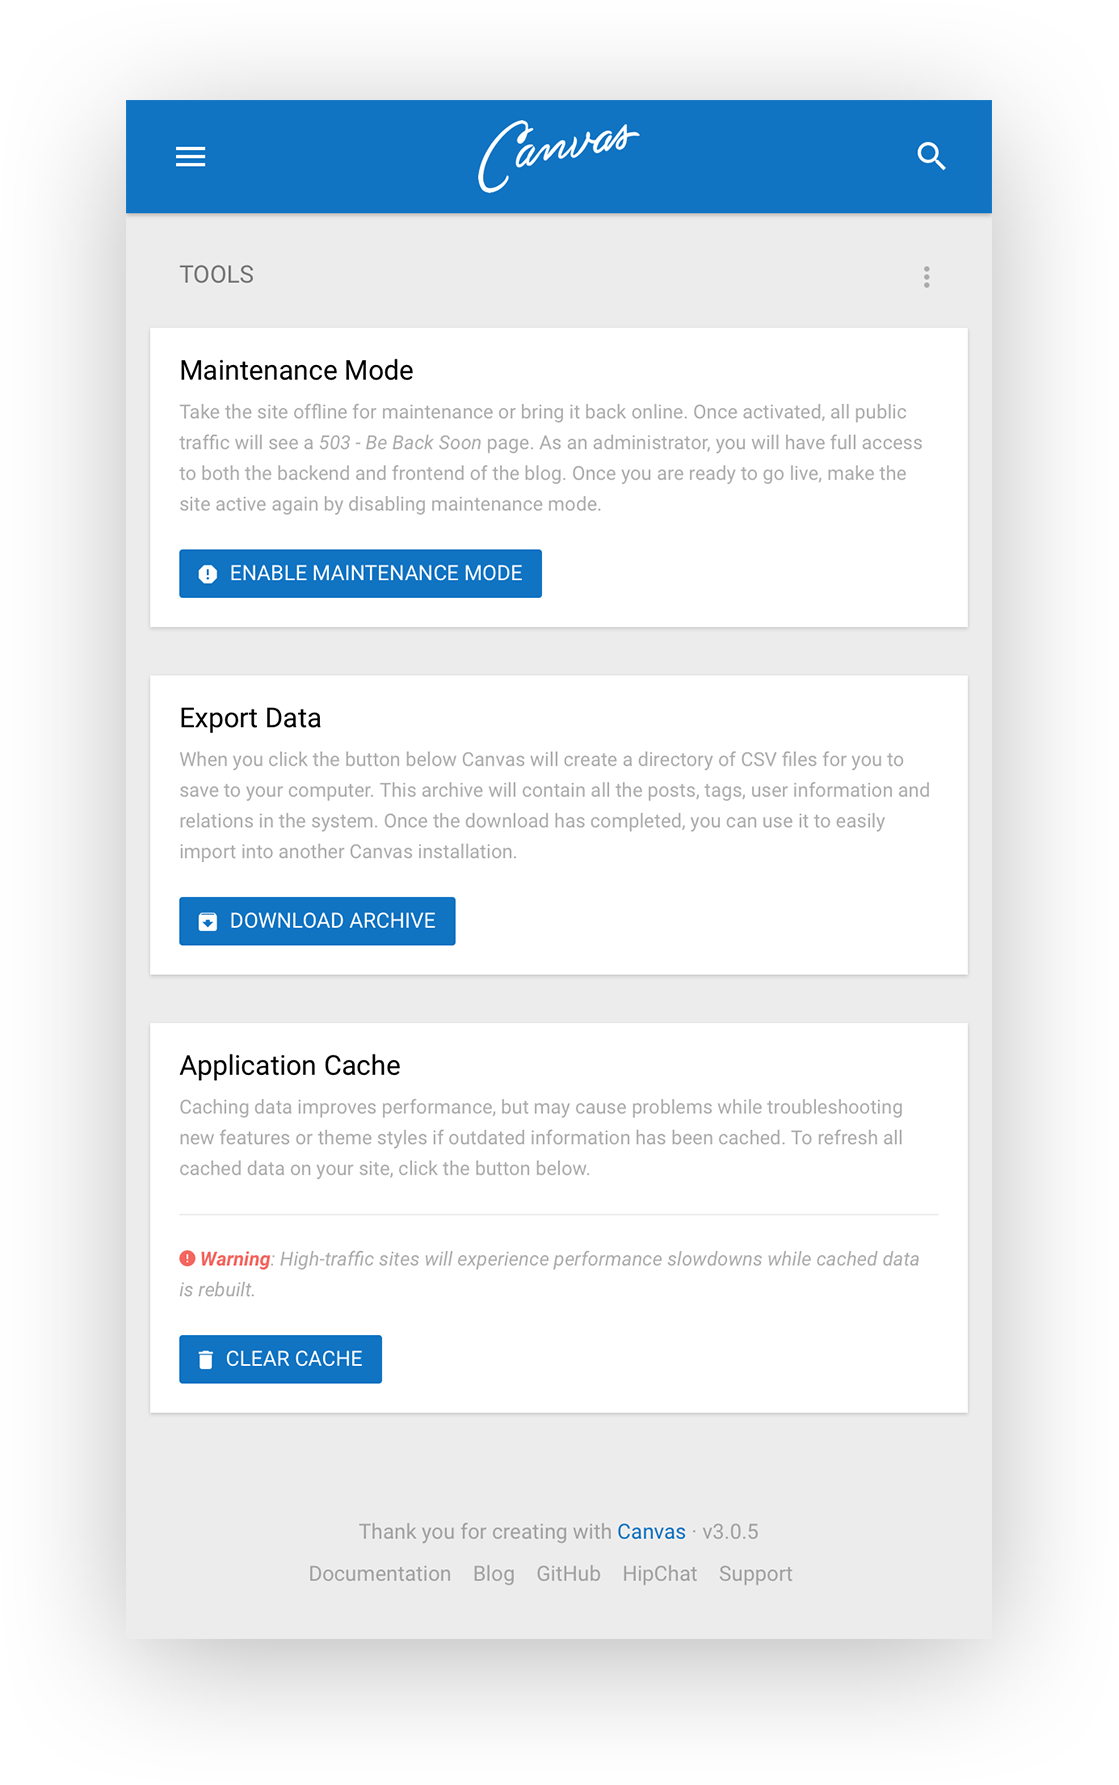 Canvas
TOOLS
Maintenance Mode
Take the site offline for maintenance or bring it back online. Once activated, all public
traffic will see a 503 - Be Back Soon page. As an administrator, you will have full access
to both the backend and frontend of the blog. Once you are ready to go live, make the
site active again by disabling maintenance mode.
ENABLE MAINTENANCE MODE
Export Data
When you click the button below Canvas will create a directory of CSV files for you to
save to your computer. This archive will contain all the posts, tags, user information and
relations in the system. Once the download has completed, you can use it to easily
import into another Canvas installation.
DOWNLOAD ARCHIVE
Application Cache
Caching data improves performance, but may cause problems while troubleshooting
new features or theme styles if outdated information has been cached. To refresh all
cached data on your site, click the button below.
Warning: High-traffic sites will experience performance slowdowns while cached data
is rebuilt.
CLEAR CACHE
Thank you for creating with Canvas · v3.0.5
Documentation Blog GitHub HipChat Support